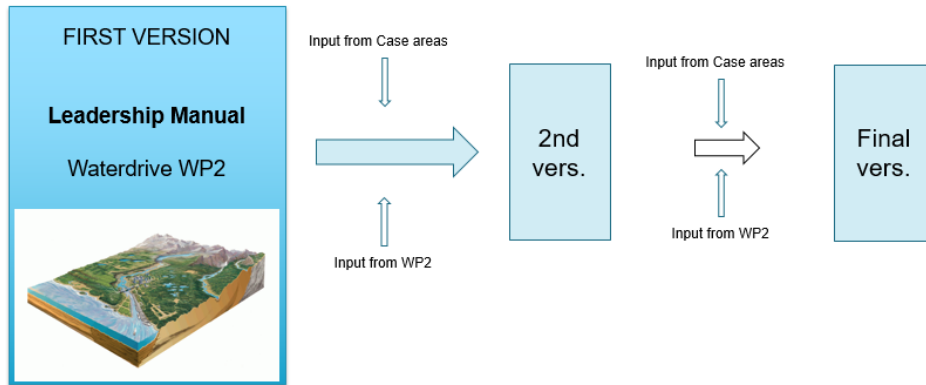 FIRST VERSION
Leadership Manual
Waterdrive WP2
Input from Case areas
Input from WP2
2nd
vers.
Input from Case areas
Input from WP2
Final
vers.